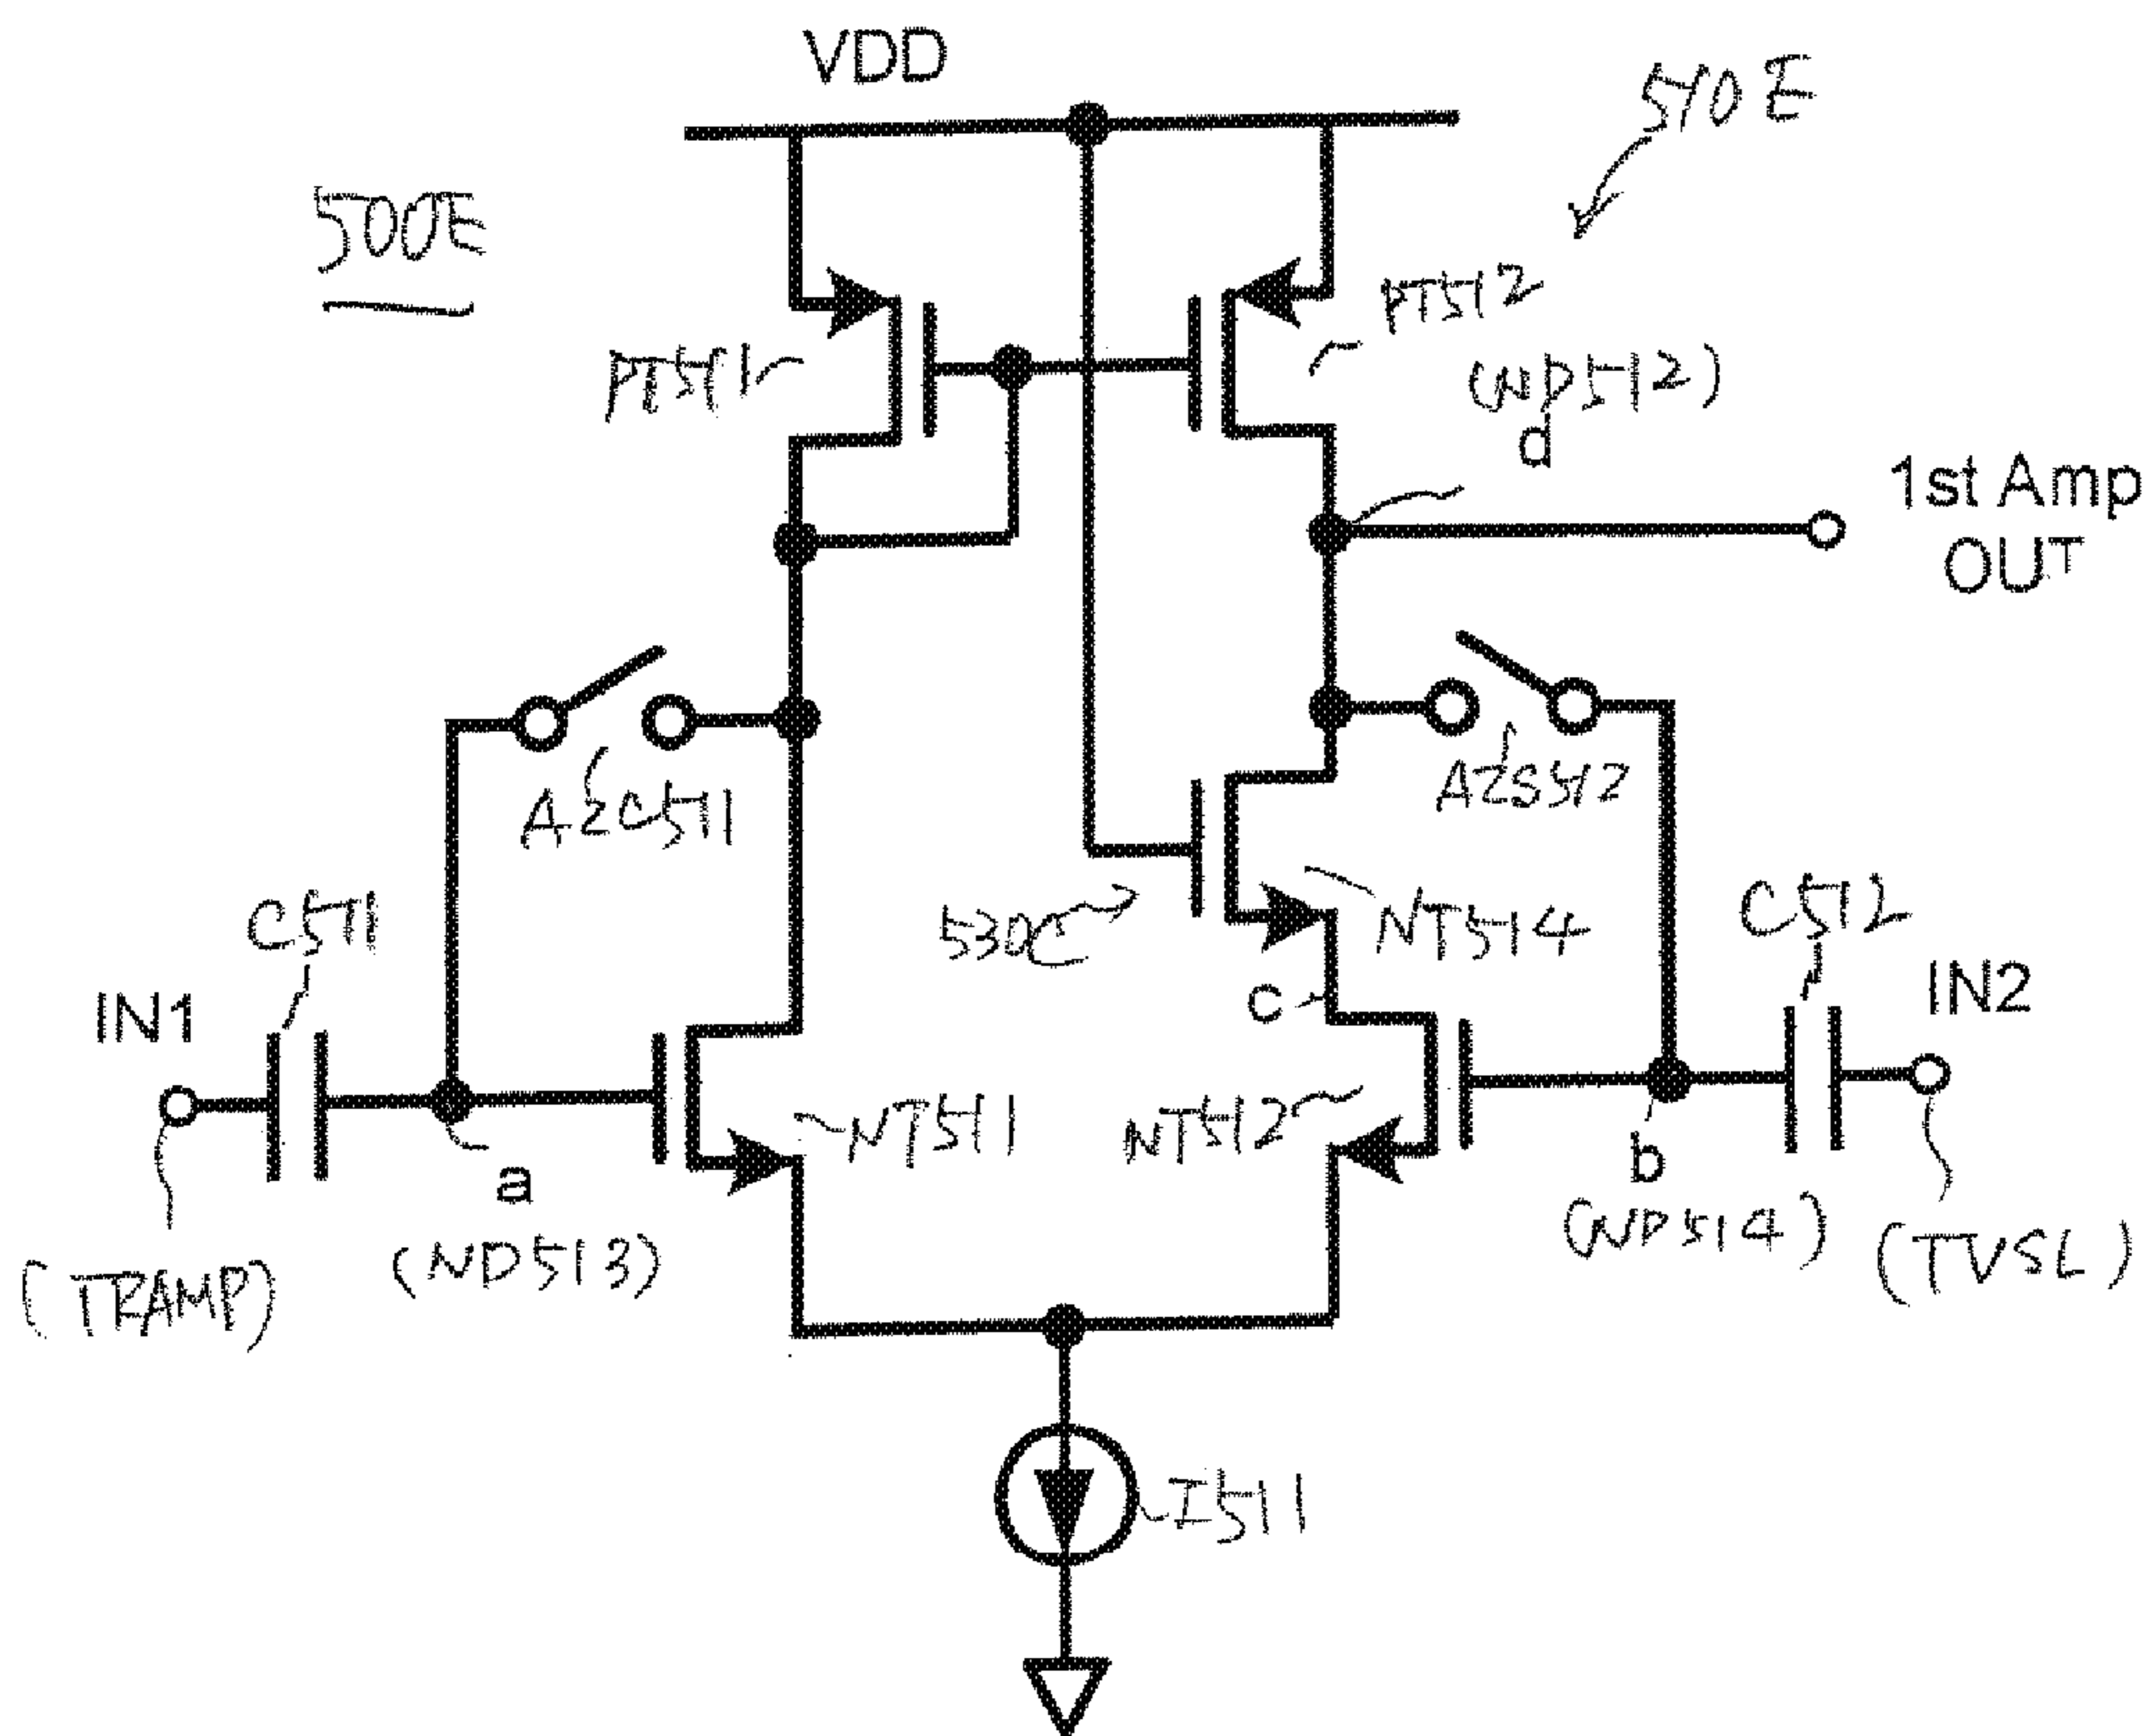 VDD
510E
500E
PT511
PT512
(ND512)
d
1st Amp
OUT
AZS512
C511
530C
NT514
C512
IN1
c
IN2
NT511
NT512
a
b
(ND513)
(ND514)
(TRAMP)
(TVSL)
I511